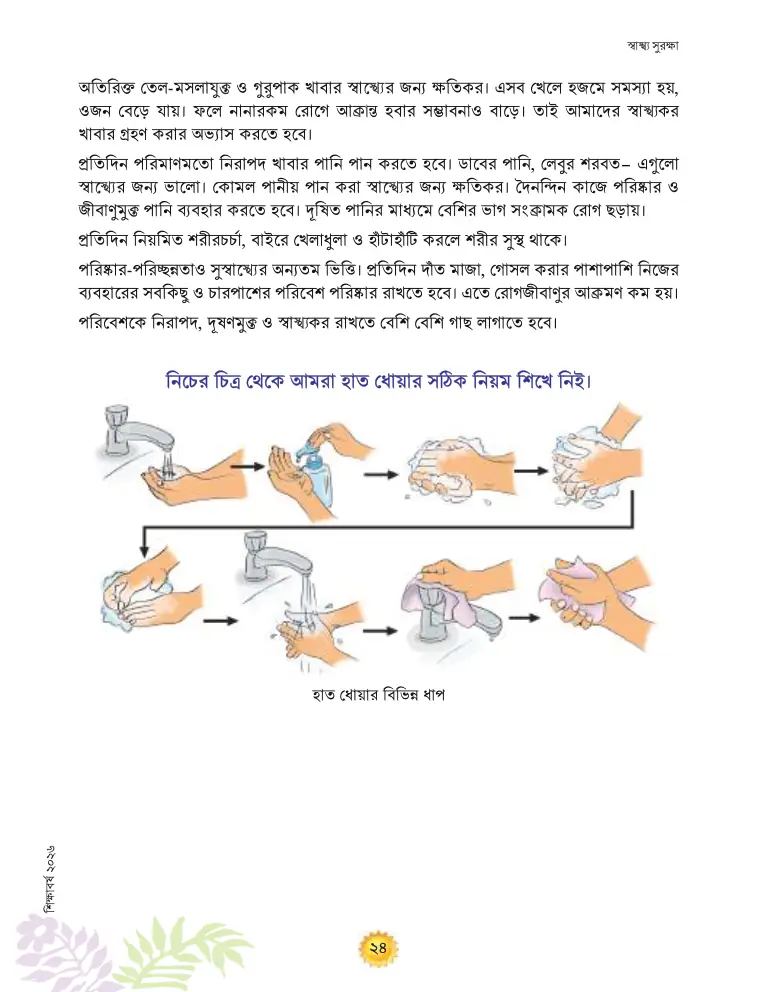 স্বাস্থ্য সুরক্ষা
অতিরিক্ত তেল-মসলাযুক্ত ও গুরুপাক খাবার স্বাস্থ্যের জন্য ক্ষতিকর। এসব খেলে হজমে সমস্যা হয়,
ওজন বেড়ে যায়। ফলে নানারকম রোগে আক্রান্ত হবার সম্ভাবনাও বাড়ে। তাই আমাদের স্বাস্থ্যকর
খাবার গ্রহণ করার অভ্যাস করতে হবে।
প্রতিদিন পরিমাণমতো নিরাপদ খাবার পানি পান করতে হবে। ডাবের পানি, লেবুর শরবত– এগুলো
স্বাস্থ্যের জন্য ভালো। কোমল পানীয় পান করা স্বাস্থ্যের জন্য ক্ষতিকর। দৈনন্দিন কাজে পরিষ্কার ও
জীবাণুমুক্ত পানি ব্যবহার করতে হবে। দূষিত পানির মাধ্যমে বেশির ভাগ সংক্রামক রোগ ছড়ায়।
প্রতিদিন নিয়মিত শরীরচর্চা, বাইরে খেলাধুলা ও হাঁটাহাঁটি করলে শরীর সুস্থ থাকে।
পরিষ্কার-পরিচ্ছন্নতাও সুস্বাস্থ্যের অন্যতম ভিত্তি। প্রতিদিন দাঁত মাজা, গোসল করার পাশাপাশি নিজের
ব্যবহারের সবকিছু ও চারপাশের পরিবেশ পরিষ্কার রাখতে হবে। এতে রোগজীবাণুর আক্রমণ কম হয়।
পরিবেশকে নিরাপদ, দূষণমুক্ত ও স্বাস্থ্যকর রাখতে বেশি বেশি গাছ লাগাতে হবে।
নিচের চিত্র থেকে আমরা হাত ধোয়ার সঠিক নিয়ম শিখে নিই।
হাত ধোয়ার বিভিন্ন ধাপ
শিক্ষাবর্ষ ২০২৬
২৪